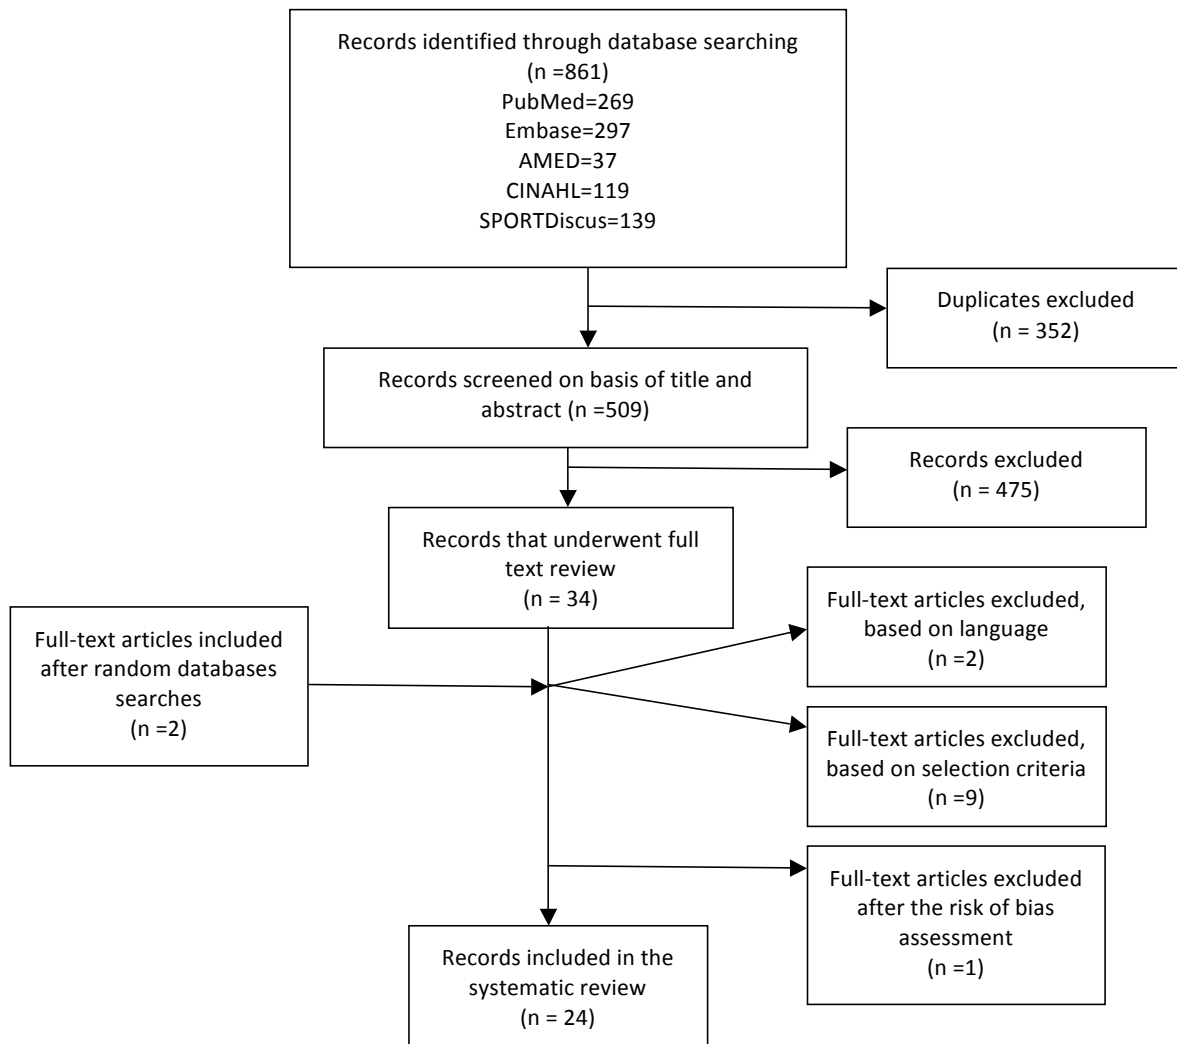 Records identified through database searching
(n =861)
PubMed=269
Embase=297
AMED=37
CINAHL=119
SPORTDiscus=139
Duplicates excluded
(n = 352)
Records screened on basis of title and
abstract (n =509)
Records excluded
(n = 475)
Records that underwent full
text review
(n = 34)
Full-text articles included
after random databases
searches
(n =2)
Full-text articles excluded,
based on language
(n =2)
Full-text articles excluded,
based on selection criteria
(n =9)
Full-text articles excluded
after the risk of bias
assessment
(n =1)
Records included in the
systematic review
(n = 24)